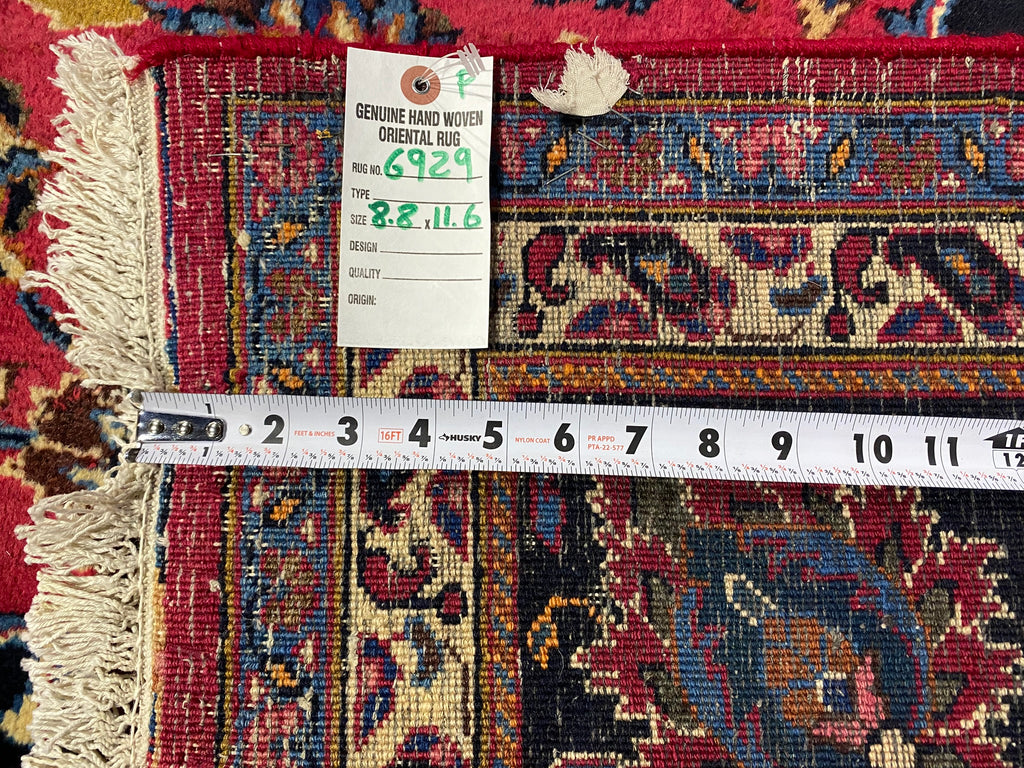 P
GENUINE HAND WOVEN
ORIENTAL RUG
RUG NO. 6929
TYPE
SIZE 8.8 x 11.6
DESIGN
QUALITY
ORIGIN:
1 2 FEET & INCHES 3 16FT 4 HUSKY 5 NYLON COAT 6 PR APPD PTA-22-577 7 8 9 10 11
1 12